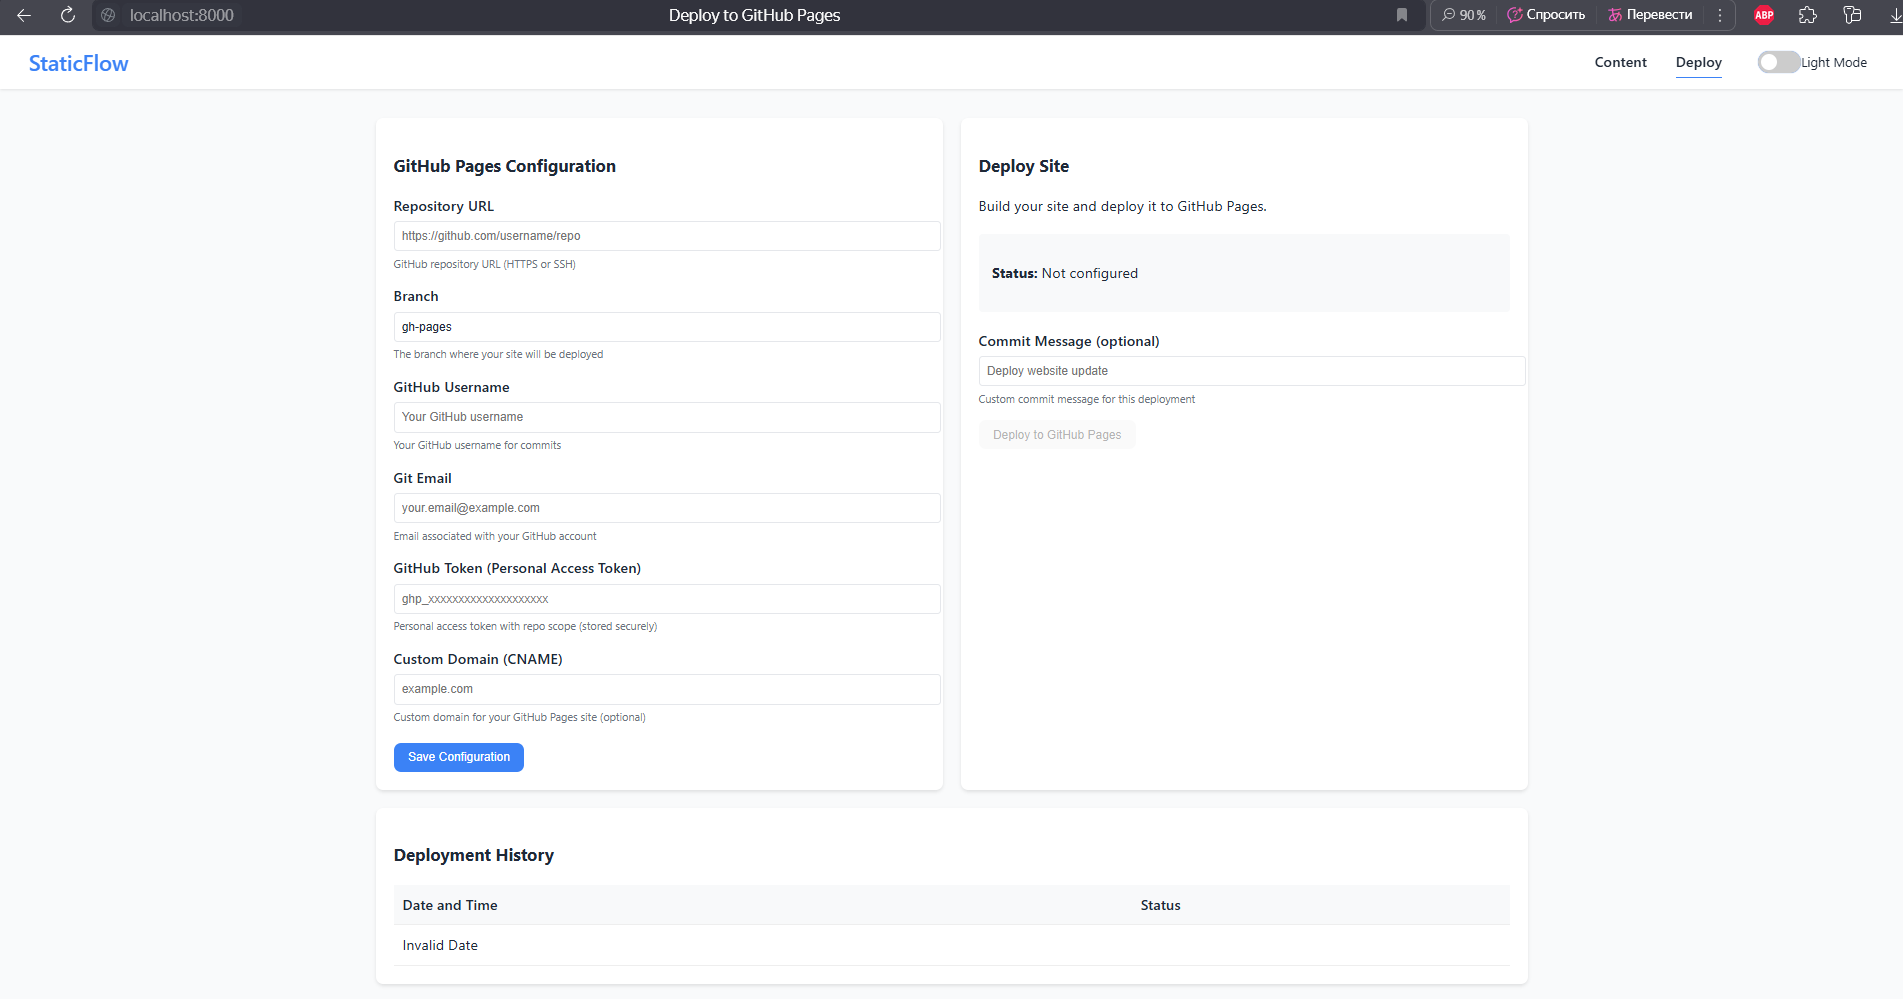 localhost:8000
Deploy to GitHub Pages
90 %
Спросить
Перевести
ABP
StaticFlow
Content
Deploy
Light Mode
GitHub Pages Configuration
Repository URL
https://github.com/username/repo
GitHub repository URL (HTTPS or SSH)
Branch
gh-pages
The branch where your site will be deployed
GitHub Username
Your GitHub username
Your GitHub username for commits
Git Email
your.email@example.com
Email associated with your GitHub account
GitHub Token (Personal Access Token)
ghp_xxxxxxxxxxxxxxxxxxxx
Personal access token with repo scope (stored securely)
Custom Domain (CNAME)
example.com
Custom domain for your GitHub Pages site (optional)
Save Configuration
Deploy Site
Build your site and deploy it to GitHub Pages.
Status: Not configured
Commit Message (optional)
Deploy website update
Custom commit message for this deployment
Deploy to GitHub Pages
Deployment History
Date and Time
Status
Invalid Date